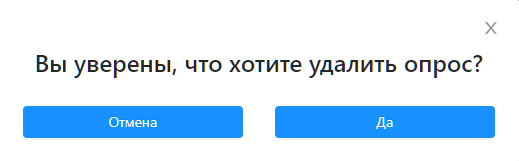 X
Вы уверены, что хотите удалить опрос?
Отмена
Да